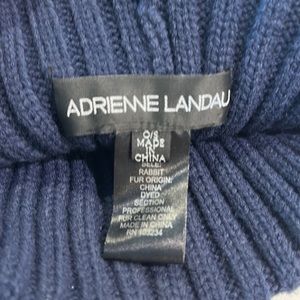 ADRIENNE LANDAU
O/S
MADE
IN
CHINA
RABBIT
FUR ORIGIN:
CHINA
DYED
SECTION
PROFESSIONAL
FUR CLEAN ONLY
MADE IN CHINA